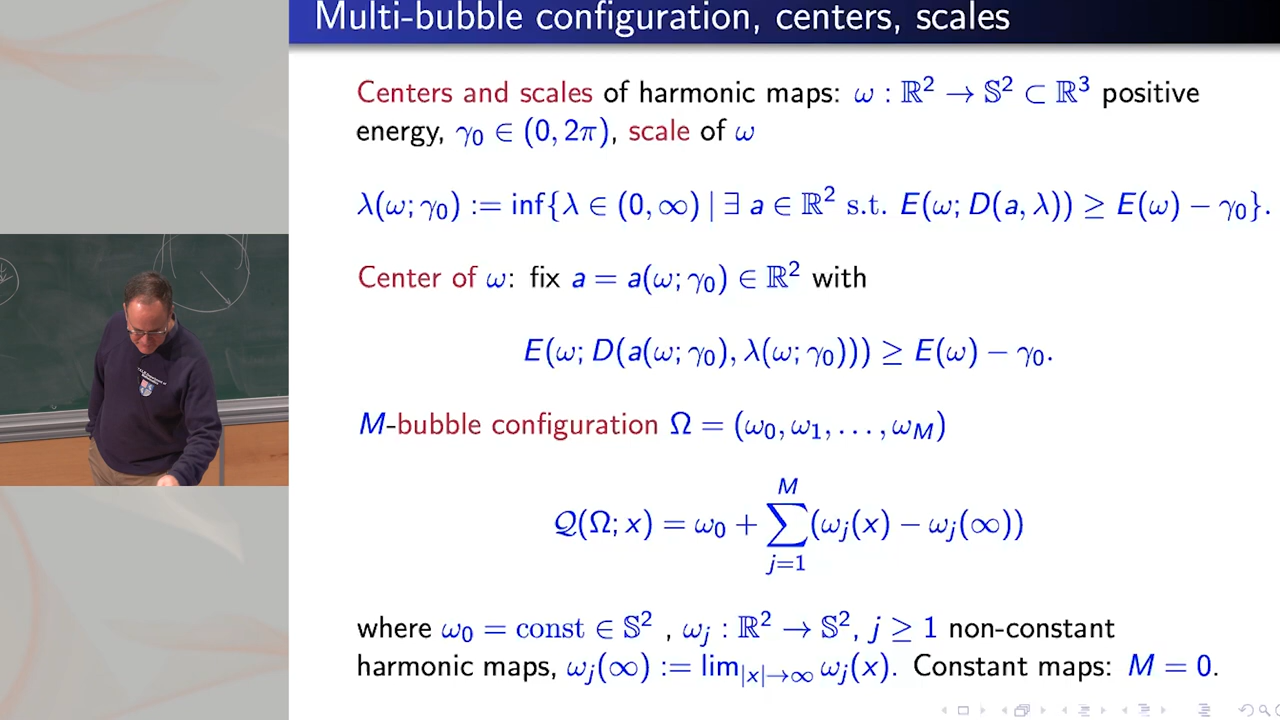 Multi-bubble configuration, centers, scales
Centers and scales of harmonic maps: ω : ℝ² → 𝕊² ⊂ ℝ³ positive
energy, γ₀ ∈ (0, 2π), scale of ω
λ(ω; γ₀) := inf{λ ∈ (0, ∞) | ∃ a ∈ ℝ² s.t. E(ω; D(a, λ)) ≥ E(ω) − γ₀}.
Center of ω: fix a = a(ω; γ₀) ∈ ℝ² with
E(ω; D(a(ω; γ₀), λ(ω; γ₀))) ≥ E(ω) − γ₀.
M-bubble configuration Ω = (ω₀, ω₁, . . . , ω_M)
𝒬(Ω; x) = ω₀ + ∑_{j=1}^{M} (ω_j(x) − ω_j(∞))
where ω₀ = const ∈ 𝕊² , ω_j : ℝ² → 𝕊², j ≥ 1 non-constant
harmonic maps, ω_j(∞) := lim_{|x|→∞} ω_j(x). Constant maps: M = 0.